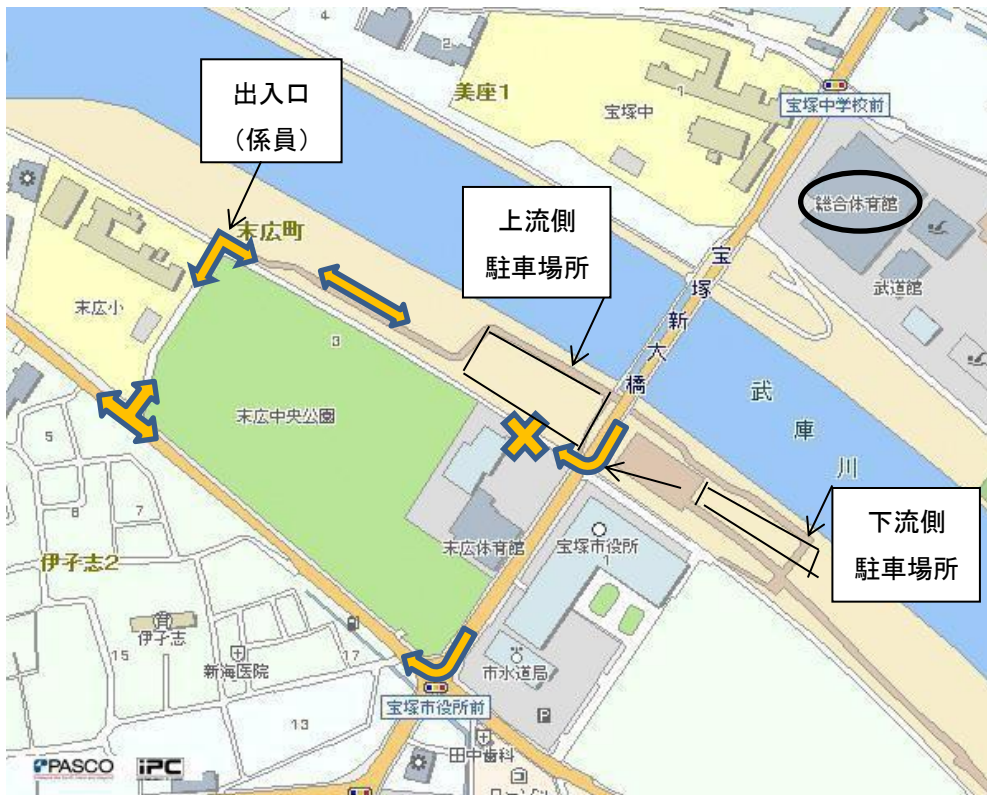 4
2
出入口
(係員)
美座1
宝塚中
1
宝塚中学校前
上流側
駐車場所
総合体育館
武道館
末広町
末広小
3
末広中央公園
宝塚新大橋
武庫川
5
8
7
伊孑志2
末広体育館
宝塚市役所
1
下流側
駐車場所
伊孑志
15
新海医院
17
13
市水道局
P
宝塚市役所前
田中歯科
PASCO
iPC